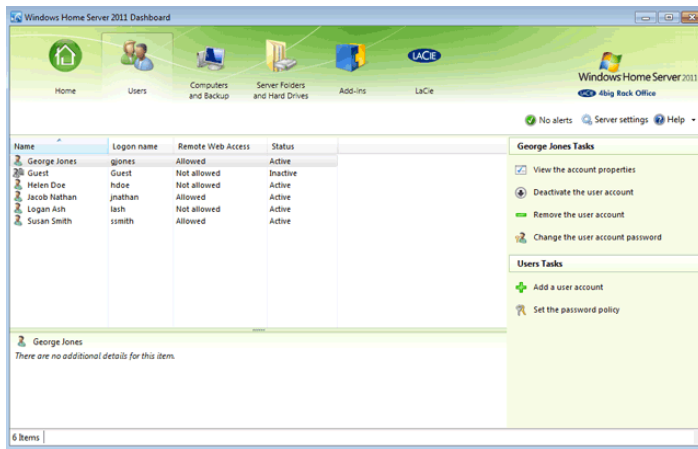 Windows Home Server 2011 Dashboard
Home
Users
Computers and Backup
Server Folders and Hard Drives
Add-Ins
LACIE
LaCie
Windows Home Server 2011
LACIE 4big Rack Office
No alerts
Server settings
Help
Name Logon name Remote Web Access Status
George Jones gjones Allowed Active
Guest Guest Not allowed Inactive
Helen Doe hdoe Not allowed Active
Jacob Nathan jnathan Allowed Active
Logan Ash lash Not allowed Active
Susan Smith ssmith Allowed Active
George Jones Tasks
View the account properties
Deactivate the user account
Remove the user account
Change the user account password
Users Tasks
Add a user account
Set the password policy
George Jones
There are no additional details for this item.
6 Items